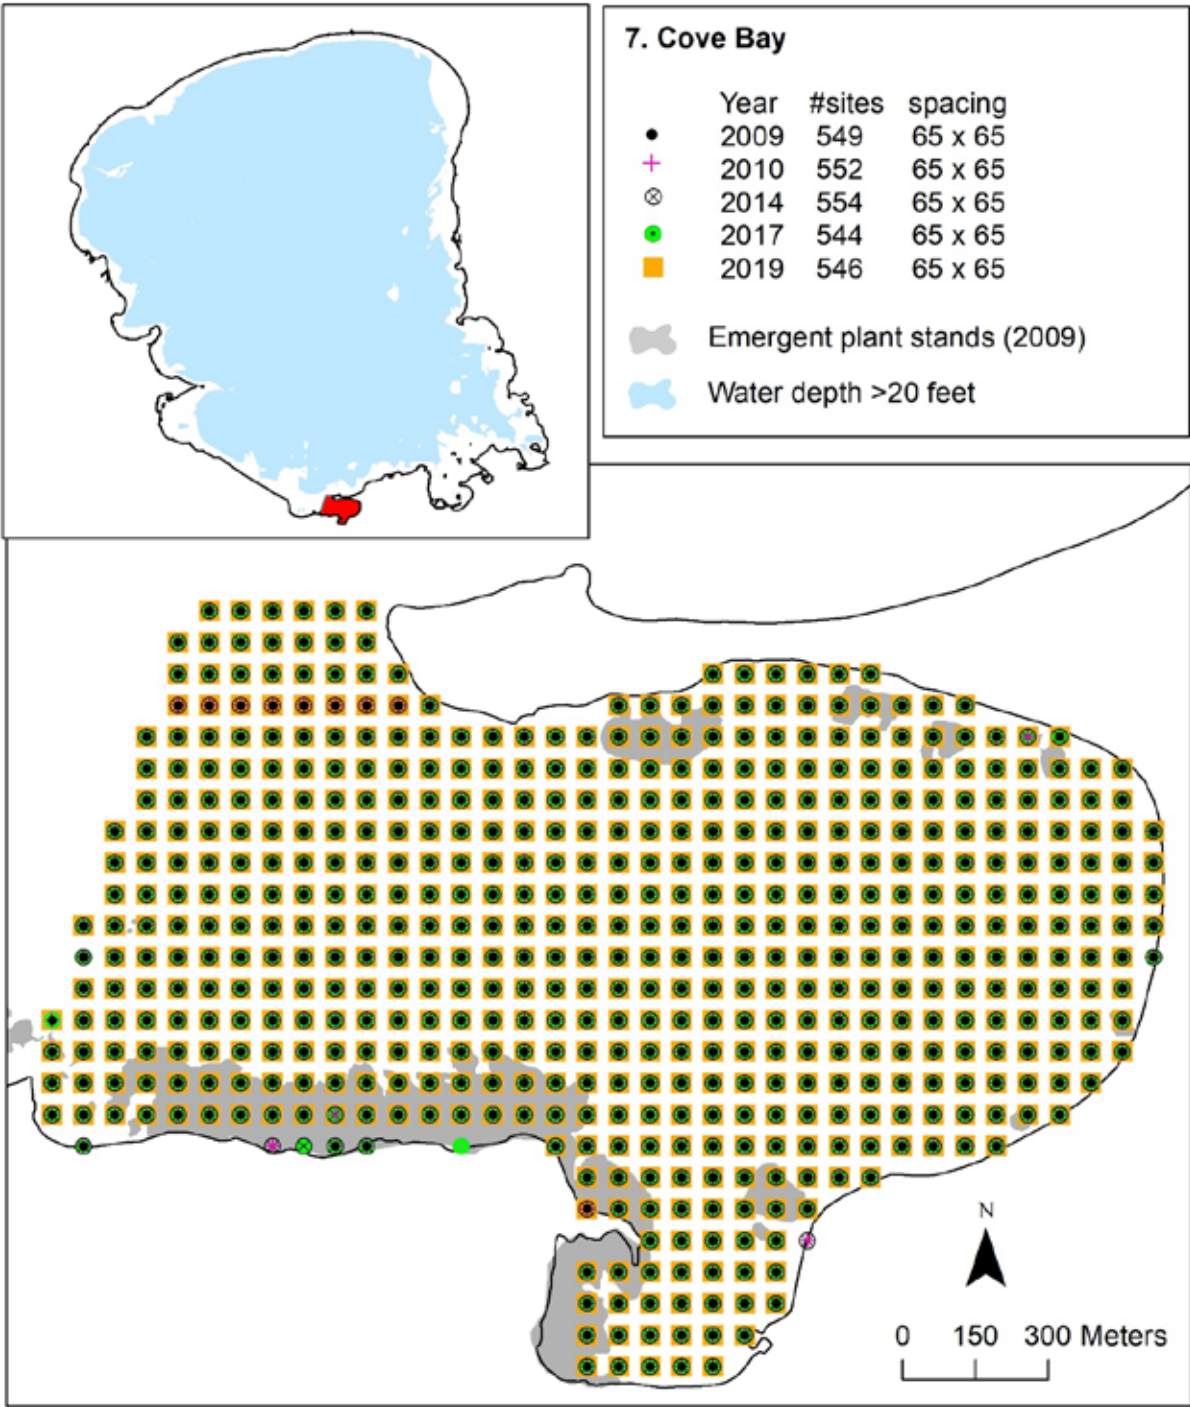 7. Cove Bay
Year #sites spacing
2009 549 65 x 65
2010 552 65 x 65
2014 554 65 x 65
2017 544 65 x 65
2019 546 65 x 65
Emergent plant stands (2009)
Water depth >20 feet
N
0 150 300 Meters